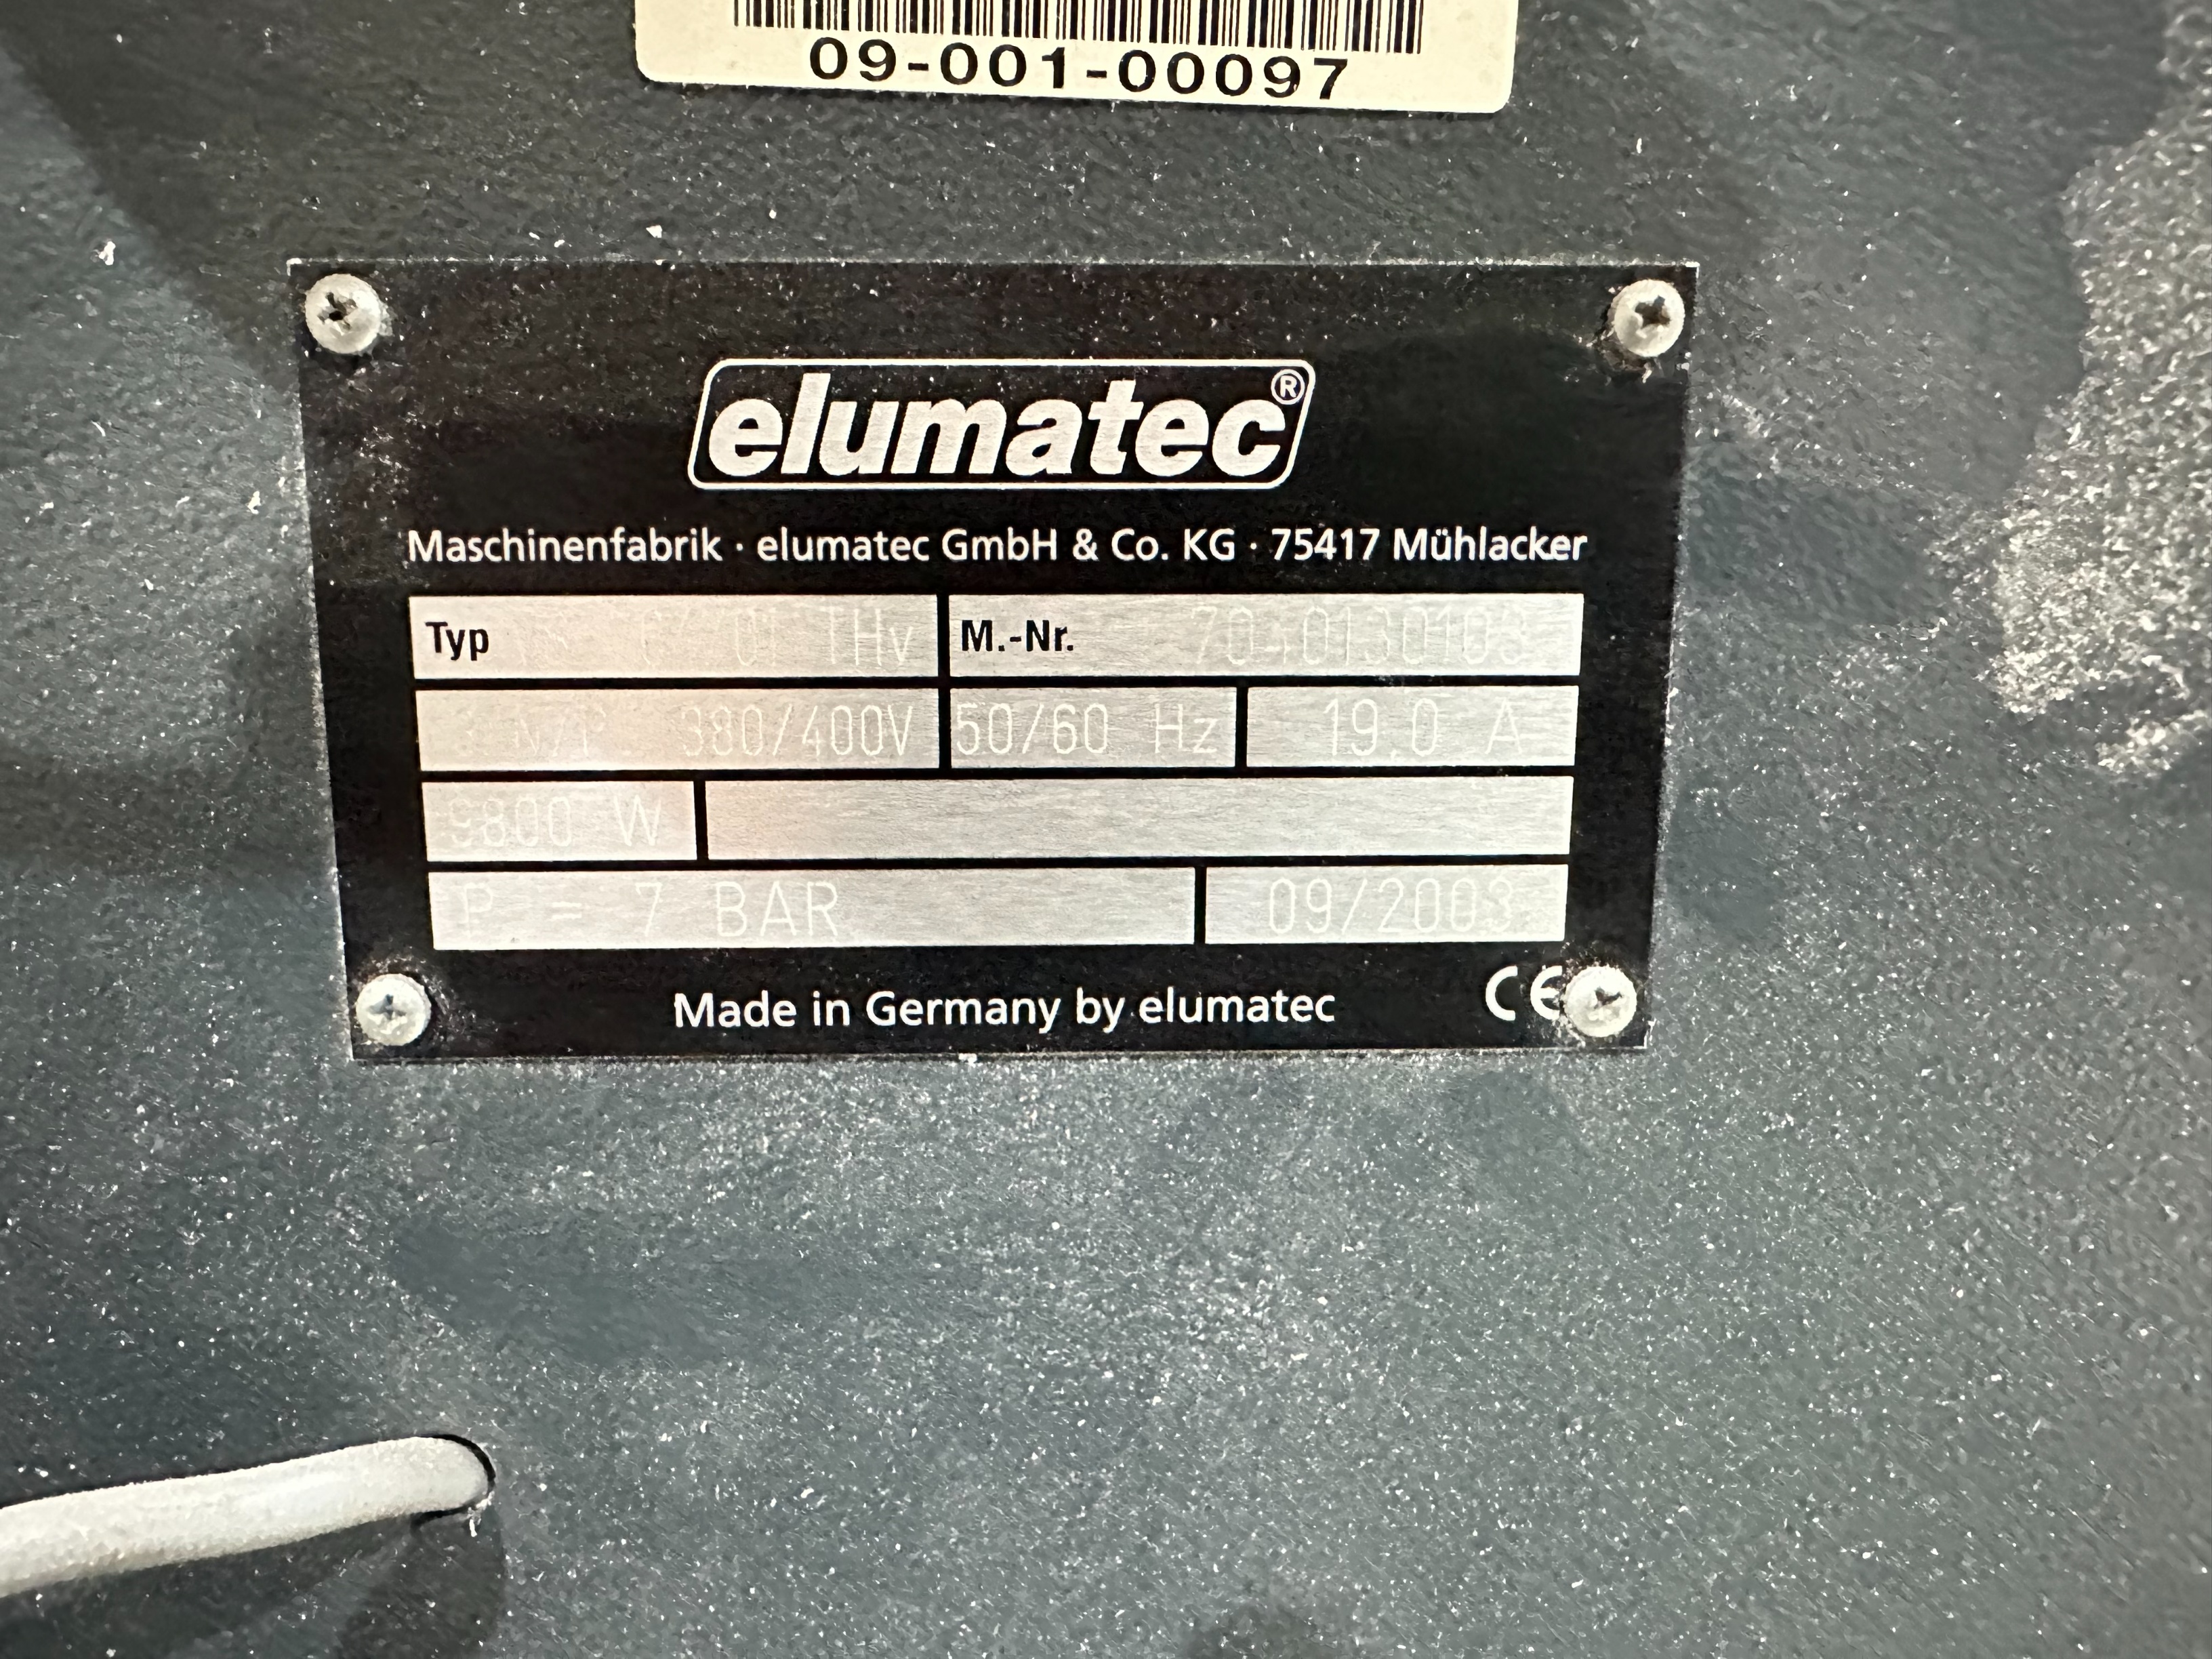 09-001-00097
elumatec®
Maschinenfabrik · elumatec GmbH & Co. KG · 75417 Mühlacker
Typ THv M.-Nr.
380/400V 50/60 Hz 19.0 A
9800 W
P = 7 BAR 09/2003
Made in Germany by elumatec CE